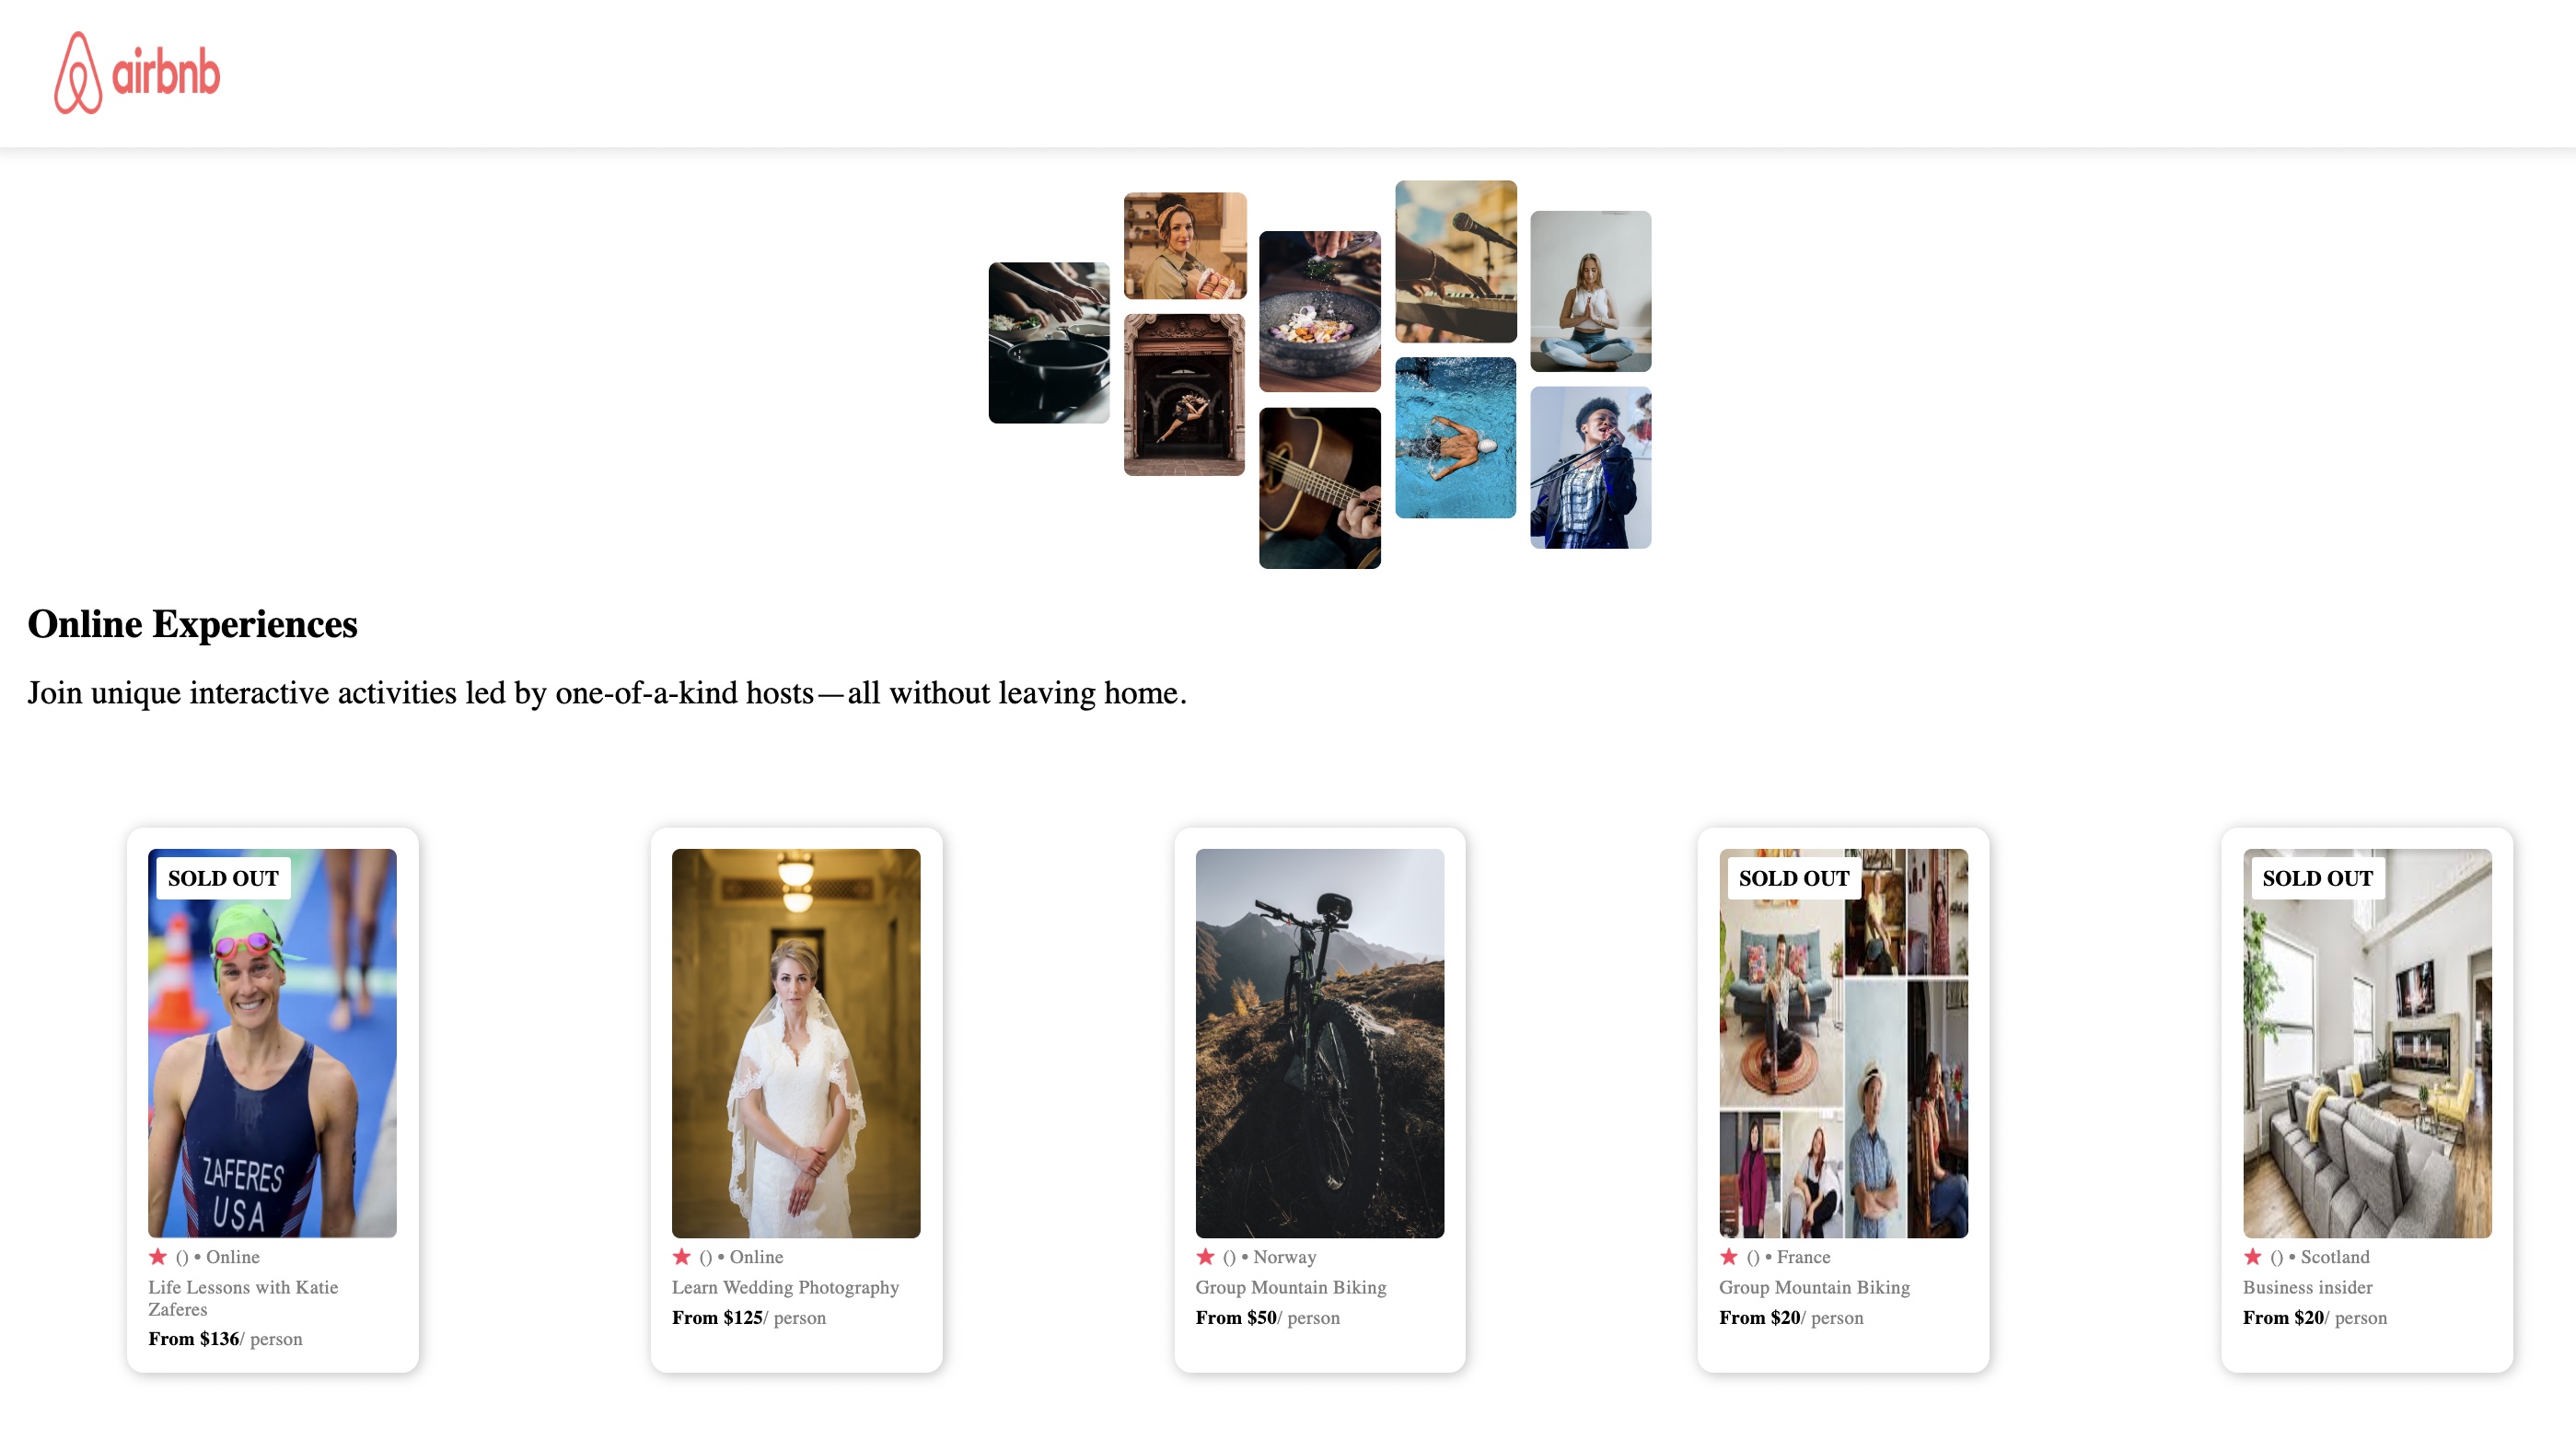 airbnb
Online Experiences
Join unique interactive activities led by one-of-a-kind hosts—all without leaving home.
SOLD OUT
ZAFERES
USA
() • Online
Life Lessons with Katie
Zaferes
From $136/ person
() • Online
Learn Wedding Photography
From $125/ person
() • Norway
Group Mountain Biking
From $50/ person
SOLD OUT
() • France
Group Mountain Biking
From $20/ person
SOLD OUT
() • Scotland
Business insider
From $20/ person